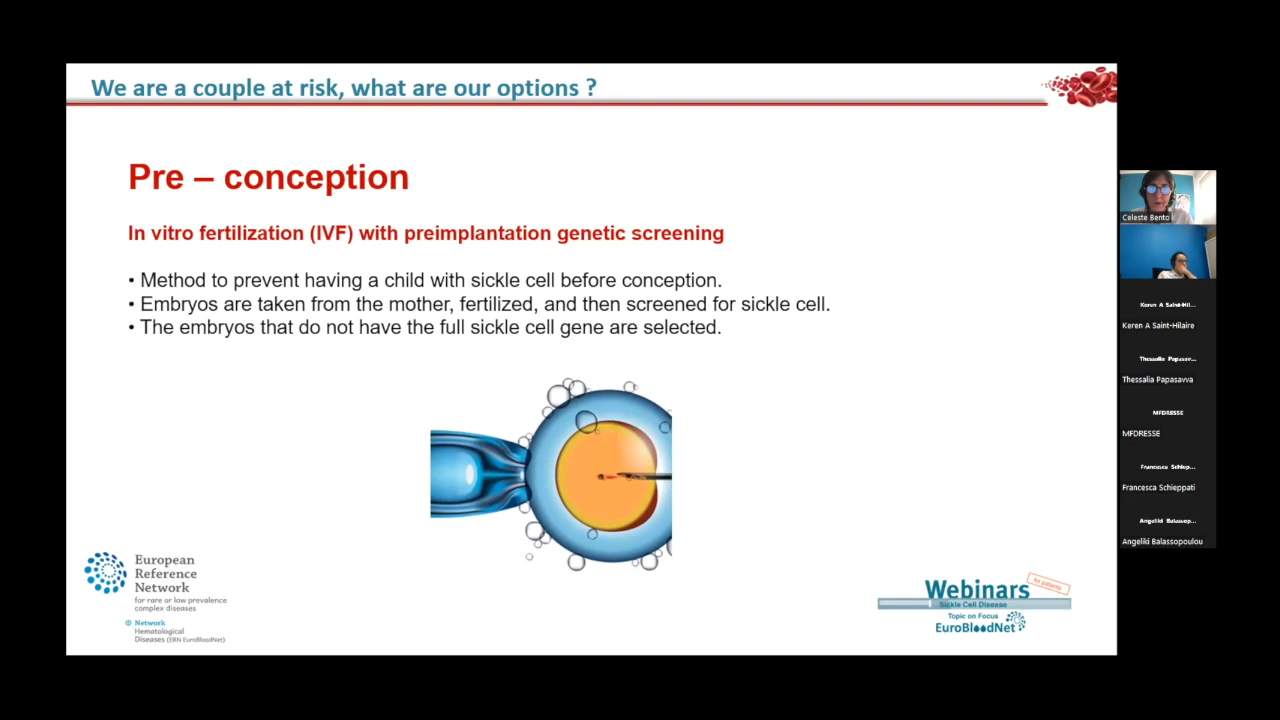 We are a couple at risk, what are our options ?
Pre – conception
In vitro fertilization (IVF) with preimplantation genetic screening
• Method to prevent having a child with sickle cell before conception.
• Embryos are taken from the mother, fertilized, and then screened for sickle cell.
• The embryos that do not have the full sickle cell gene are selected.
European
Reference
Network
for rare or low prevalence
complex diseases
Network
Hematological
Diseases (ERN EuroBloodNet)
for patients
Webinars
Sickle Cell Disease
Topic on Focus
EuroBloodNet
Celeste Bento
Keren A Saint-Hil...
Keren A Saint-Hilaire
Thessalia Papasav...
Thessalia Papasavva
MFDRESSE
MFDRESSE
Francesca Schiep...
Francesca Schieppati
Angeliki Balassop...
Angeliki Balassopoulou